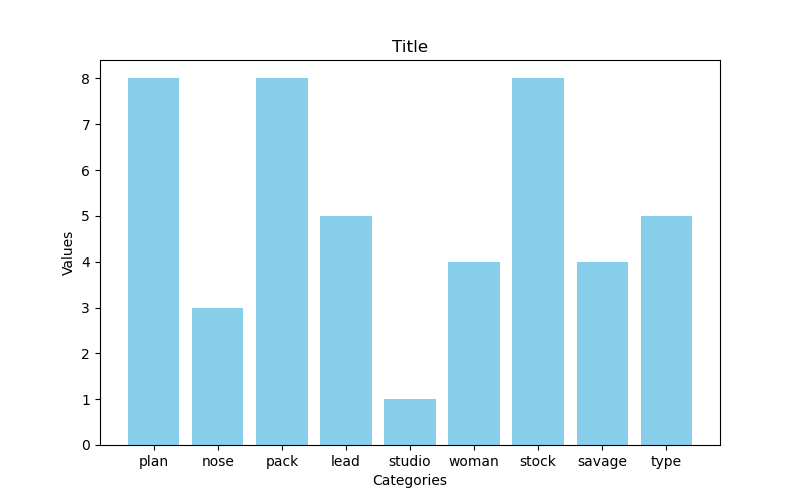 Title
8
7
6
5
4
3
2
1
0
Values
plan nose pack lead studio woman stock savage type
Categories